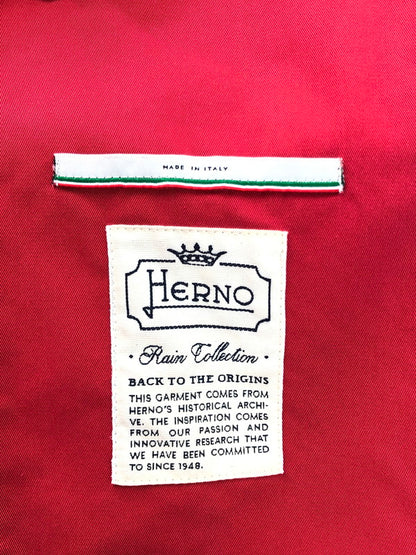 MADE IN ITALY
HERNO
· Rain Collection ·
BACK TO THE ORIGINS
THIS GARMENT COMES FROM
HERNO'S HISTORICAL ARCHI-
VE. THE INSPIRATION COMES
FROM OUR PASSION AND
INNOVATIVE RESEARCH THAT
WE HAVE BEEN COMMITTED
TO SINCE 1948.